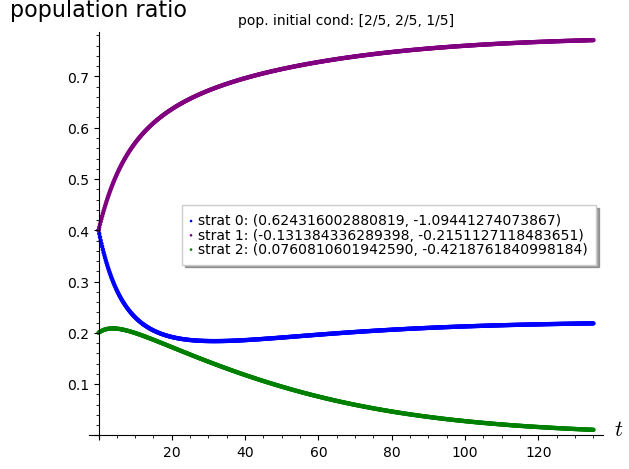 population ratio
pop. initial cond: [2/5, 2/5, 1/5]
0.7
0.6
0.5
0.4
0.3
0.2
0.1
strat 0: (0.624316002880819, -1.09441274073867)
strat 1: (-0.131384336289398, -0.2151127118483651)
strat 2: (0.0760810601942590, -0.4218761840998184)
20 40 60 80 100 120
t